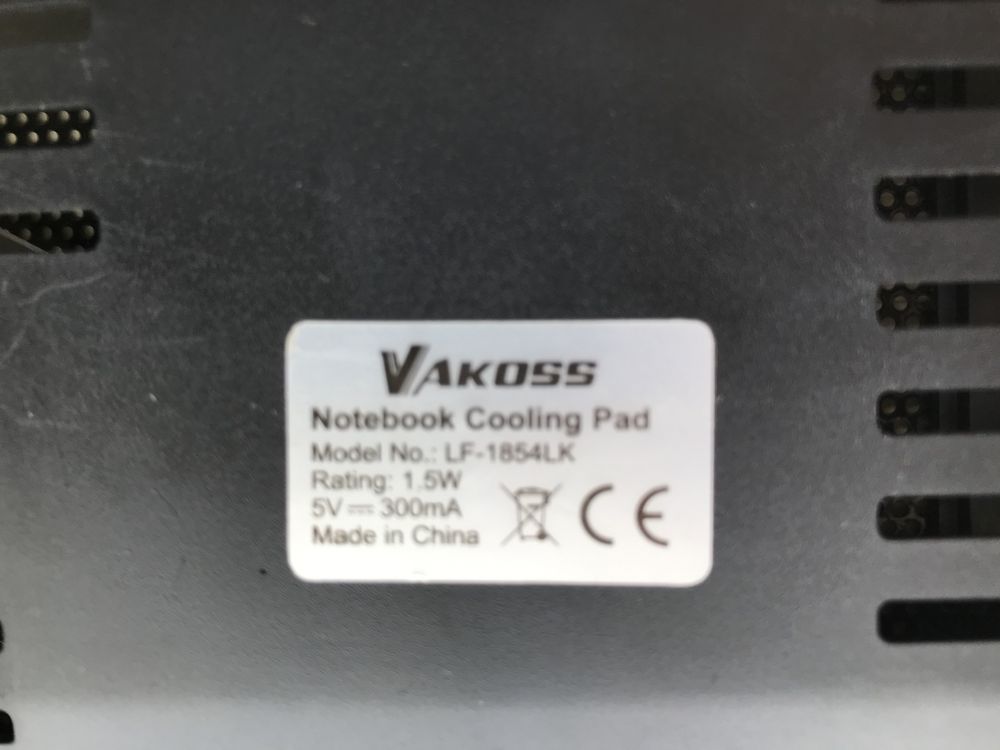 VAKOSS
Notebook Cooling Pad
Model No.: LF-1854LK
Rating: 1.5W
5V ⎓ 300mA
Made in China
CE